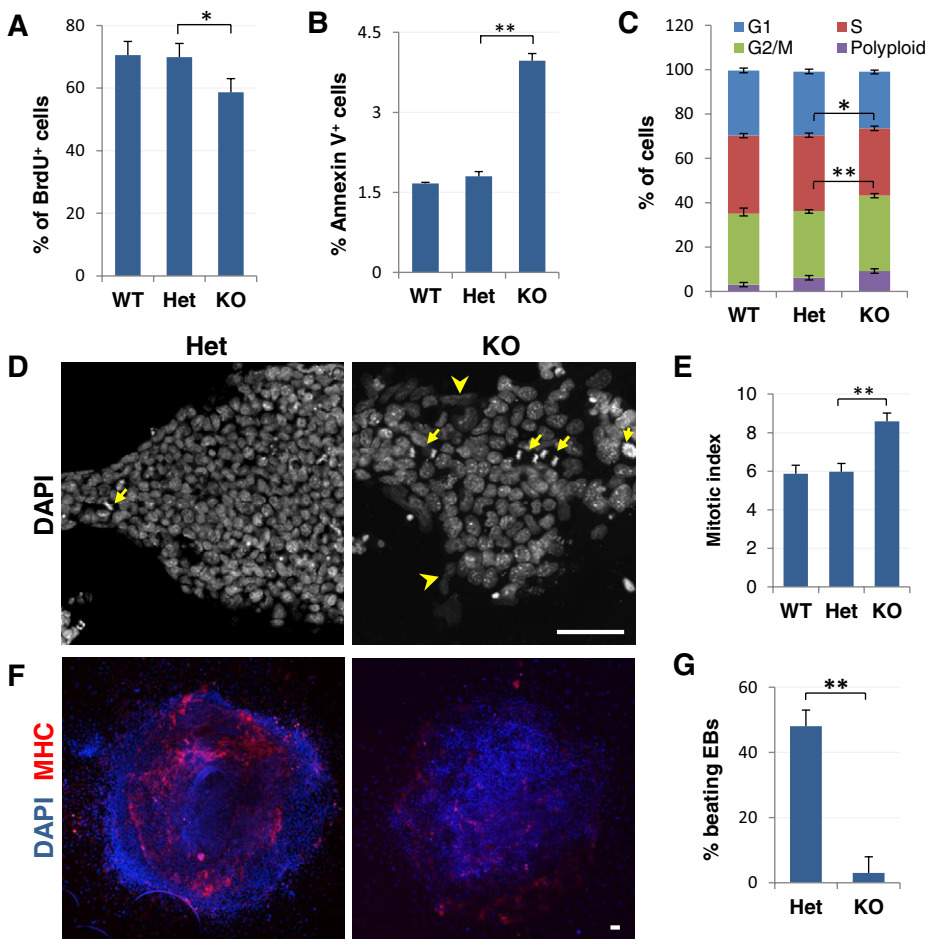 A
% of BrdU+ cells
80
60
40
20
0
*
WT Het KO
B
% Annexin V+ cells
4.5
3
1.5
0
**
WT Het KO
C
% of cells
120
100
80
60
40
20
0
G1 S
G2/M Polyploid
*
**
WT Het KO
D
Het KO
DAPI
E
Mitotic index
10
8
6
4
2
0
**
WT Het KO
F
DAPI MHC
G
% beating EBs
60
40
20
0
**
Het KO